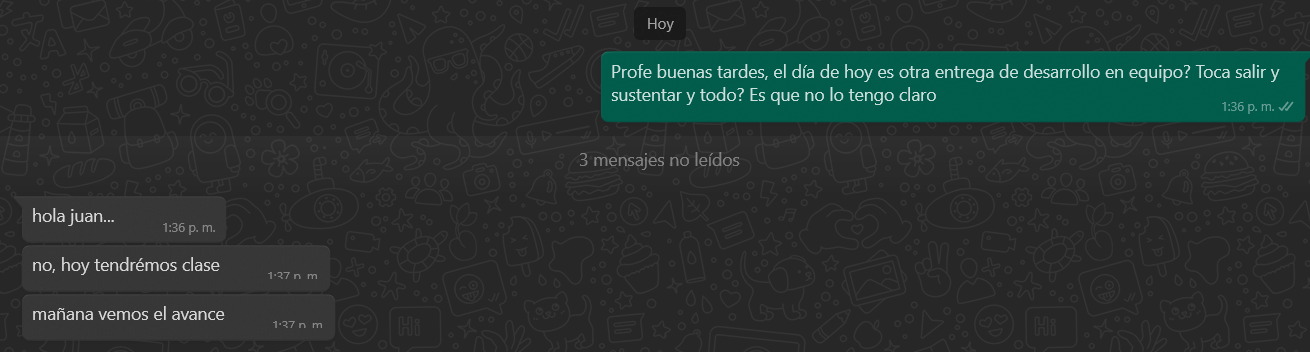 Hoy
Profe buenas tardes, el día de hoy es otra entrega de desarrollo en equipo? Toca salir y
sustentar y todo? Es que no lo tengo claro
1:36 p. m.
3 mensajes no leídos
hola juan...
1:36 p. m.
no, hoy tendrémos clase
1:37 p. m.
mañana vemos el avance
1:37 p. m.